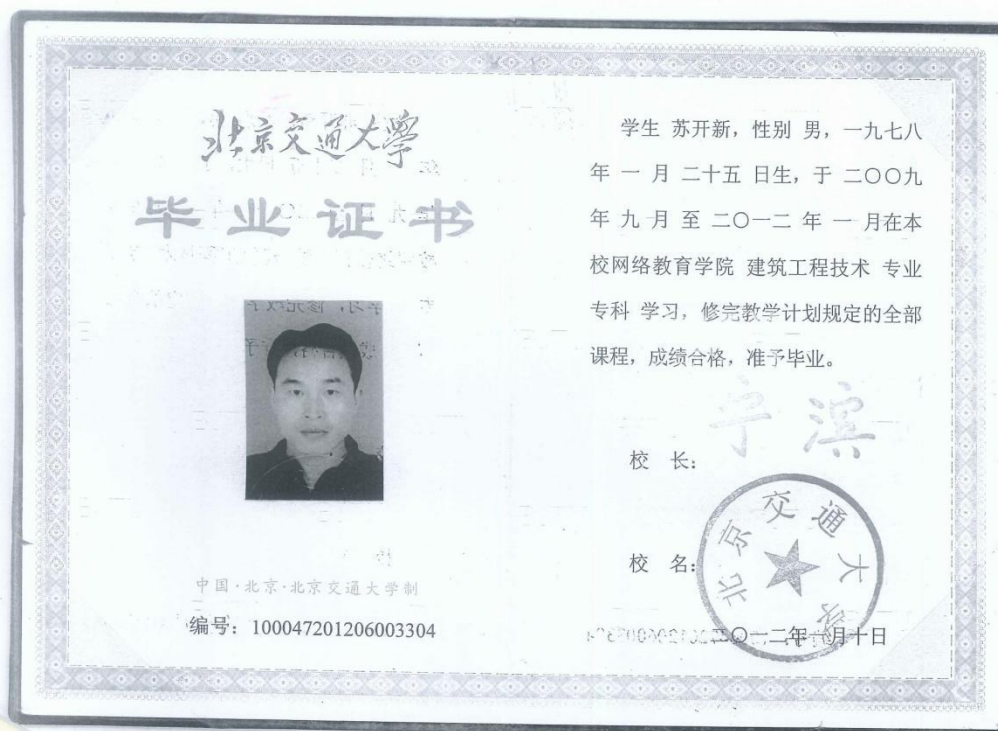 北京交通大學
毕业证书
中国·北京·北京交通大学制
编号：100047201206003304
学生 苏开新，性别 男，一九七八
年 一 月 二十五 日生，于 二〇〇九
年 九 月 至 二〇一二 年 一 月在本
校网络教育学院 建筑工程技术 专业
专科 学习，修完教学计划规定的全部
课程，成绩合格，准予毕业。
校 长：宁滨
校 名：
北京交通大学
二〇一二年 月十日